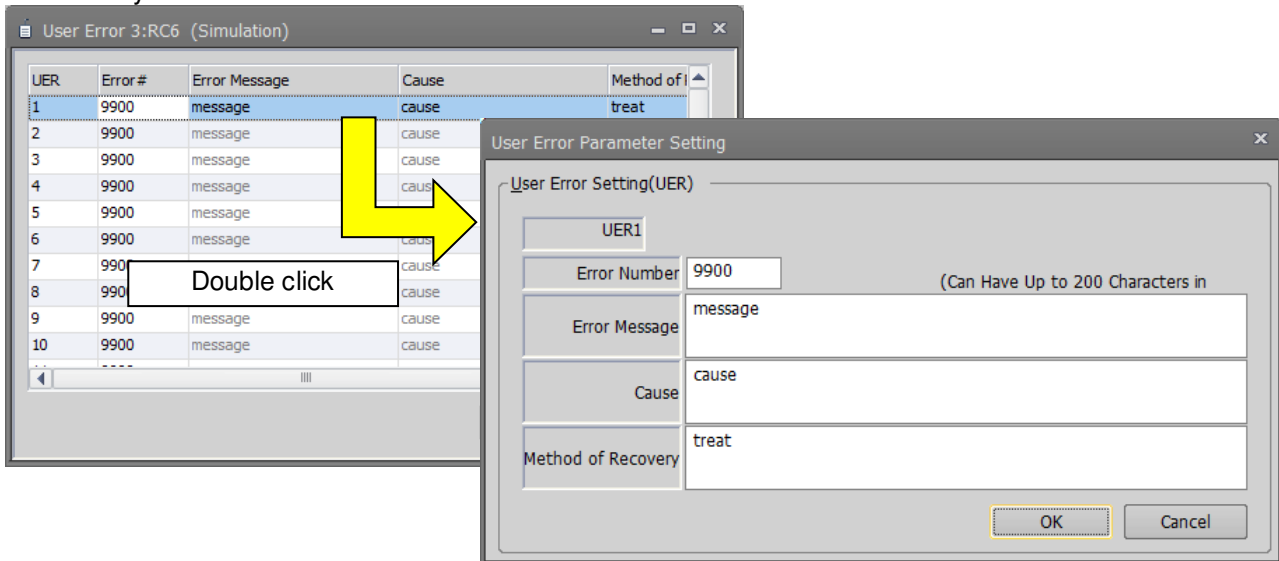 User Error 3:RC6 (Simulation)
UER Error# Error Message Cause Method of
1 9900 message cause treat
2 9900 message cause
3 9900 message cause
4 9900 message
5 9900 message
6 9900 message
7 cause
8 cause
9 9900 message cause
10 9900 message cause
Double click
User Error Parameter Setting
User Error Setting(UER)
UER1
Error Number 9900 (Can Have Up to 200 Characters in
Error Message message
Cause cause
Method of Recovery treat
OK Cancel